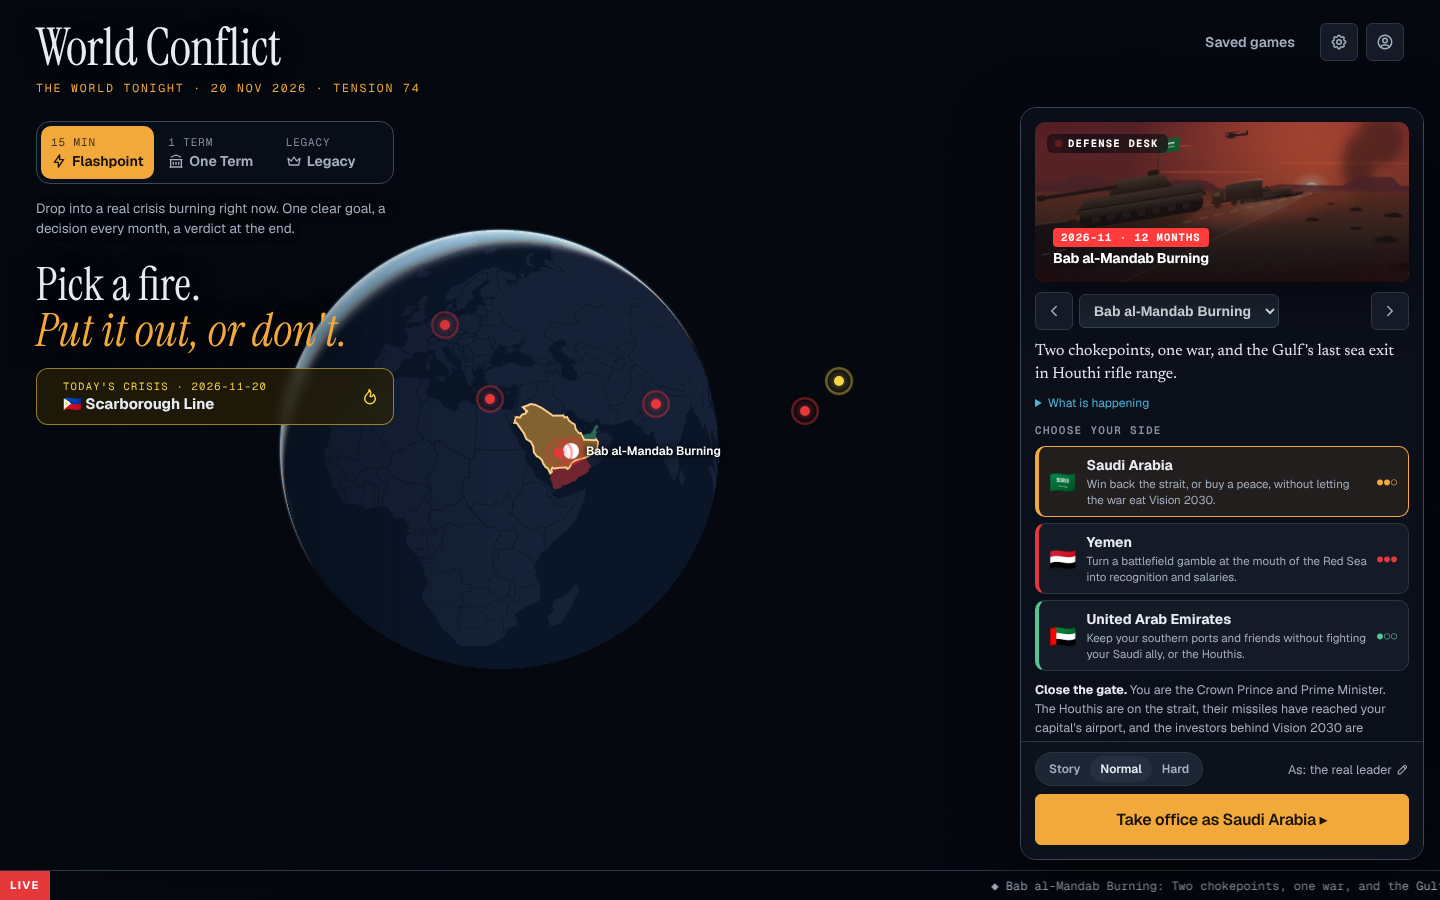 World Conflict
THE WORLD TONIGHT · 20 NOV 2026 · TENSION 74
Saved games
15 MIN
Flashpoint
1 TERM
One Term
LEGACY
Legacy
Drop into a real crisis burning right now. One clear goal, a
decision every month, a verdict at the end.
Pick a fire.
Put it out, or don't.
TODAY'S CRISIS · 2026-11-20
Scarborough Line
Bab al-Mandab Burning
DEFENSE DESK
2026-11 · 12 MONTHS
Bab al-Mandab Burning
Bab al-Mandab Burning
Two chokepoints, one war, and the Gulf's last sea exit
in Houthi rifle range.
What is happening
CHOOSE YOUR SIDE
Saudi Arabia
Win back the strait, or buy a peace, without letting
the war eat Vision 2030.
Yemen
Turn a battlefield gamble at the mouth of the Red Sea
into recognition and salaries.
United Arab Emirates
Keep your southern ports and friends without fighting
your Saudi ally, or the Houthis.
Close the gate. You are the Crown Prince and Prime Minister.
The Houthis are on the strait, their missiles have reached your
capital's airport, and the investors behind Vision 2030 are
Story Normal Hard
As: the real leader
Take office as Saudi Arabia ▸
LIVE
◆ Bab al-Mandab Burning: Two chokepoints, one war, and the Gul